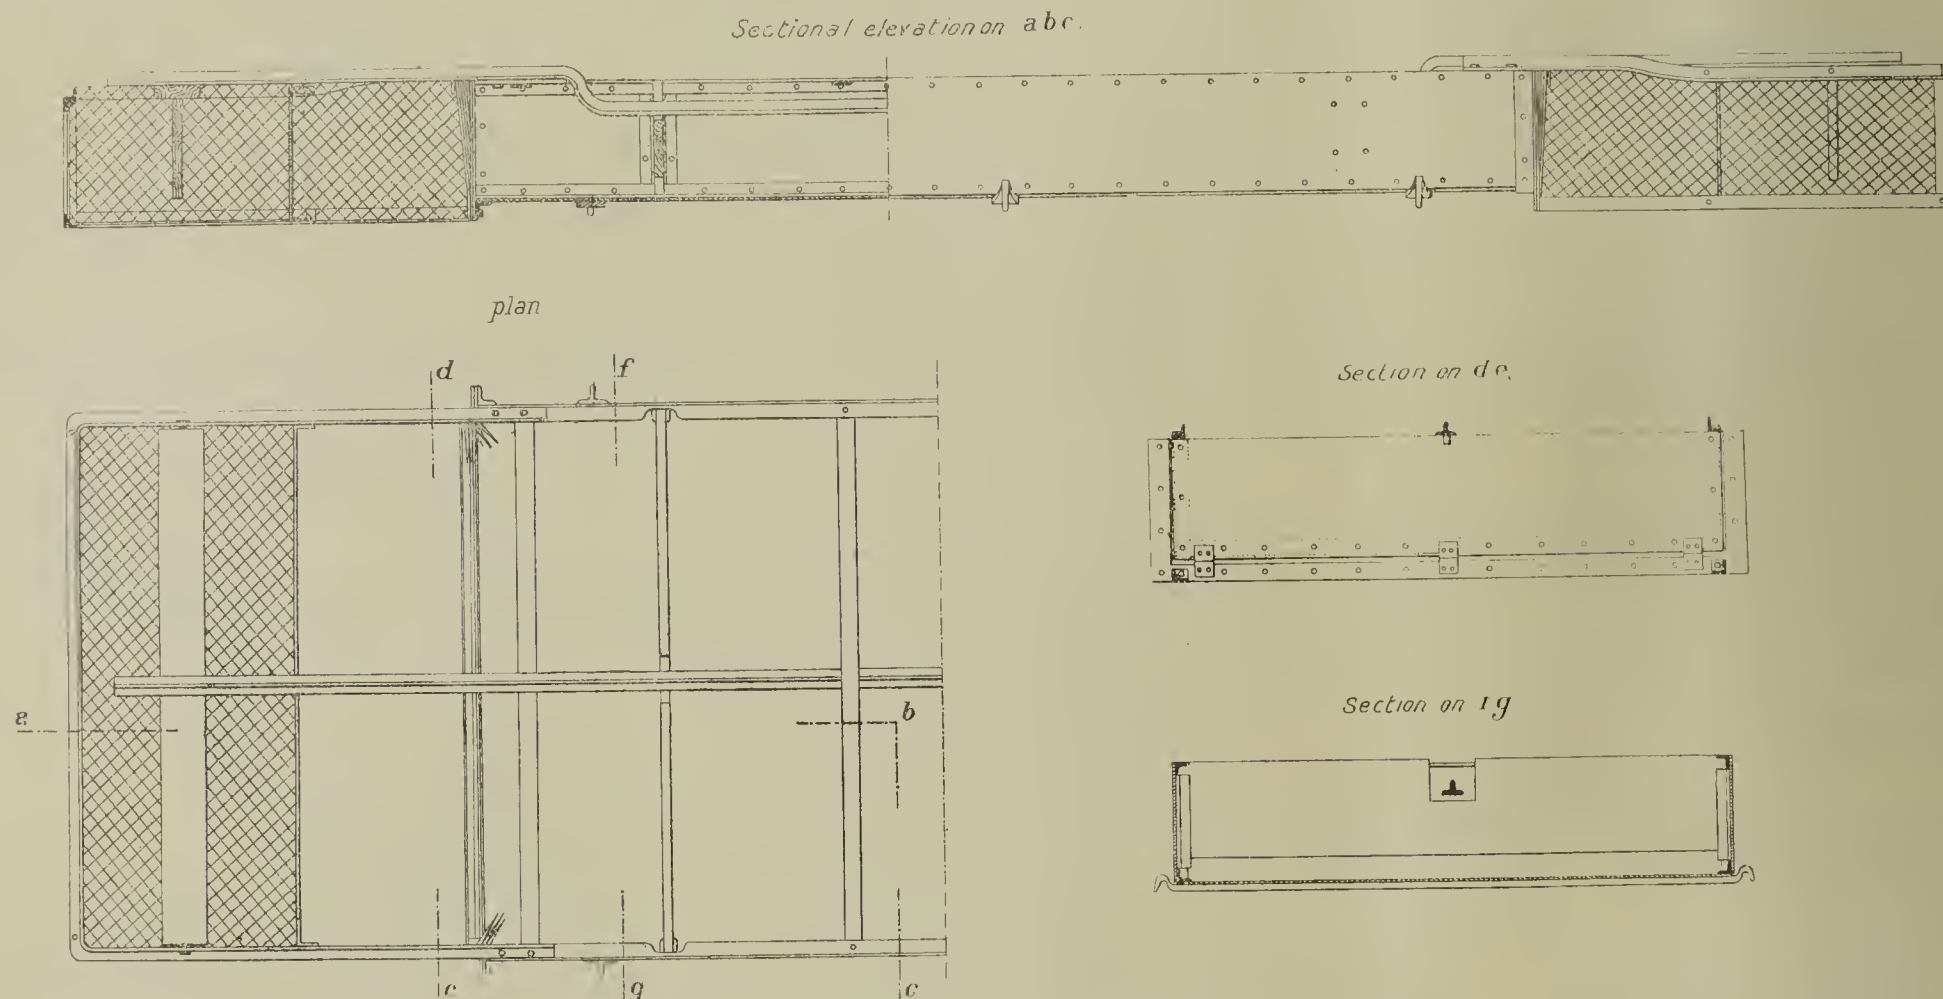 Sectional elevation on abc.
plan
d
f
Section on de.
a
b
Section on fg
e
g
c